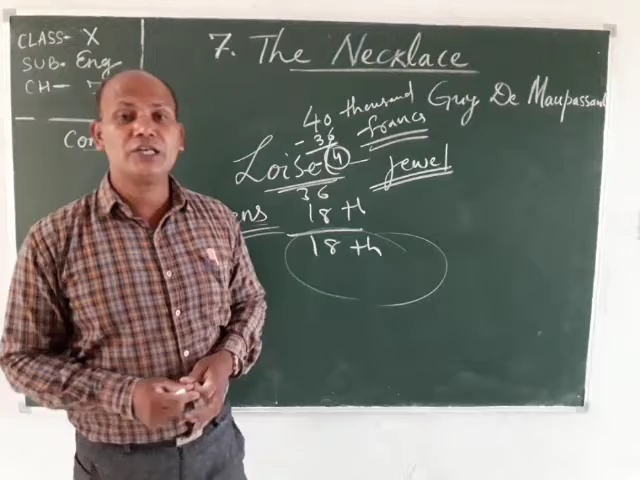 CLASS- X
SUB- Eng
CH-
7. The Necklace
Guy De Maupassan
40 thousand francs
- 36
Loise 4 jewel
36
ens 18 th
18 th